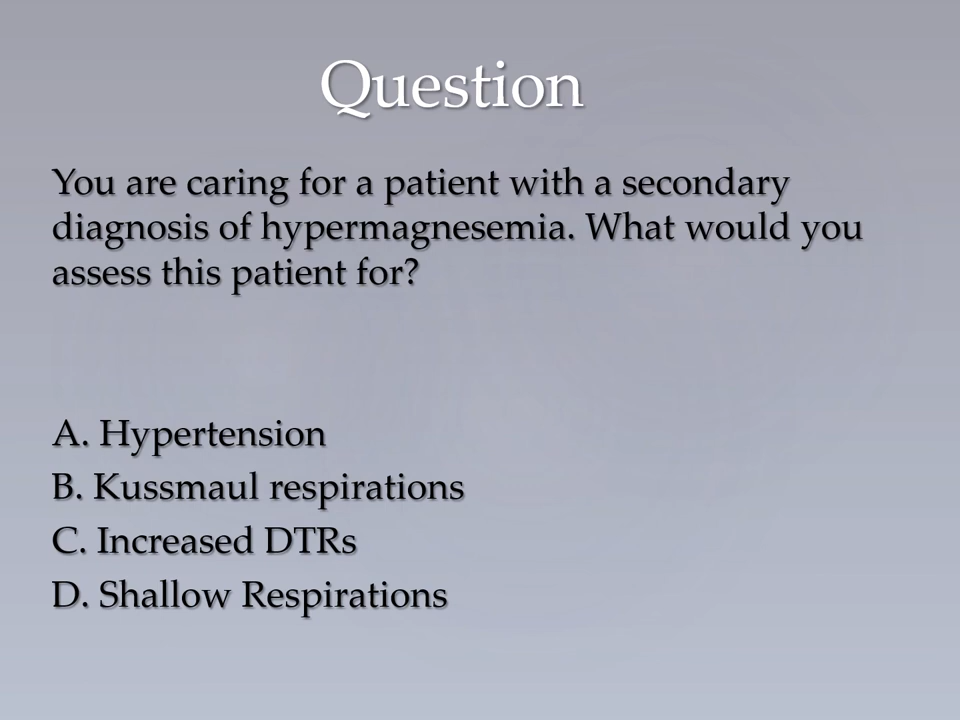 Question
You are caring for a patient with a secondary
diagnosis of hypermagnesemia. What would you
assess this patient for?
A. Hypertension
B. Kussmaul respirations
C. Increased DTRs
D. Shallow Respirations